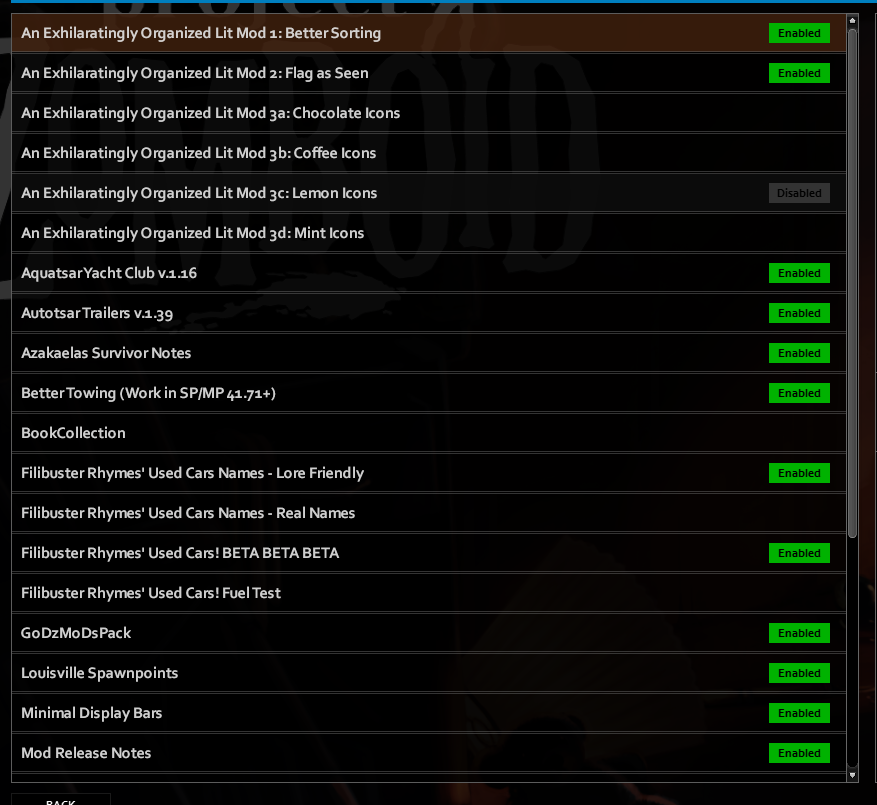 project Z
ZOMBOID
An Exhilaratingly Organized Lit Mod 1: Better Sorting Enabled
An Exhilaratingly Organized Lit Mod 2: Flag as Seen Enabled
An Exhilaratingly Organized Lit Mod 3a: Chocolate Icons
An Exhilaratingly Organized Lit Mod 3b: Coffee Icons
An Exhilaratingly Organized Lit Mod 3c: Lemon Icons Disabled
An Exhilaratingly Organized Lit Mod 3d: Mint Icons
Aquatsar Yacht Club v.1.16 Enabled
Autotsar Trailers v.1.39 Enabled
Azakaelas Survivor Notes Enabled
Better Towing (Work in SP/MP 41.71+) Enabled
BookCollection
Filibuster Rhymes' Used Cars Names - Lore Friendly Enabled
Filibuster Rhymes' Used Cars Names - Real Names
Filibuster Rhymes' Used Cars! BETA BETA BETA Enabled
Filibuster Rhymes' Used Cars! Fuel Test
GoDzMoDsPack Enabled
Louisville Spawnpoints Enabled
Minimal Display Bars Enabled
Mod Release Notes Enabled
BACK